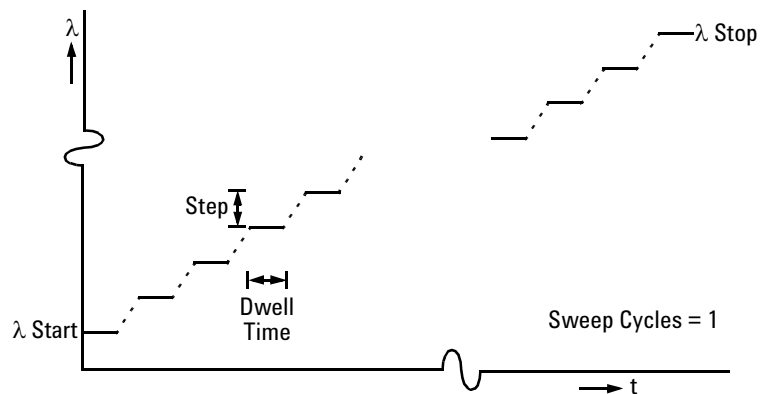 λ
λ Stop
Step
Dwell
Time
λ Start
Sweep Cycles = 1
t